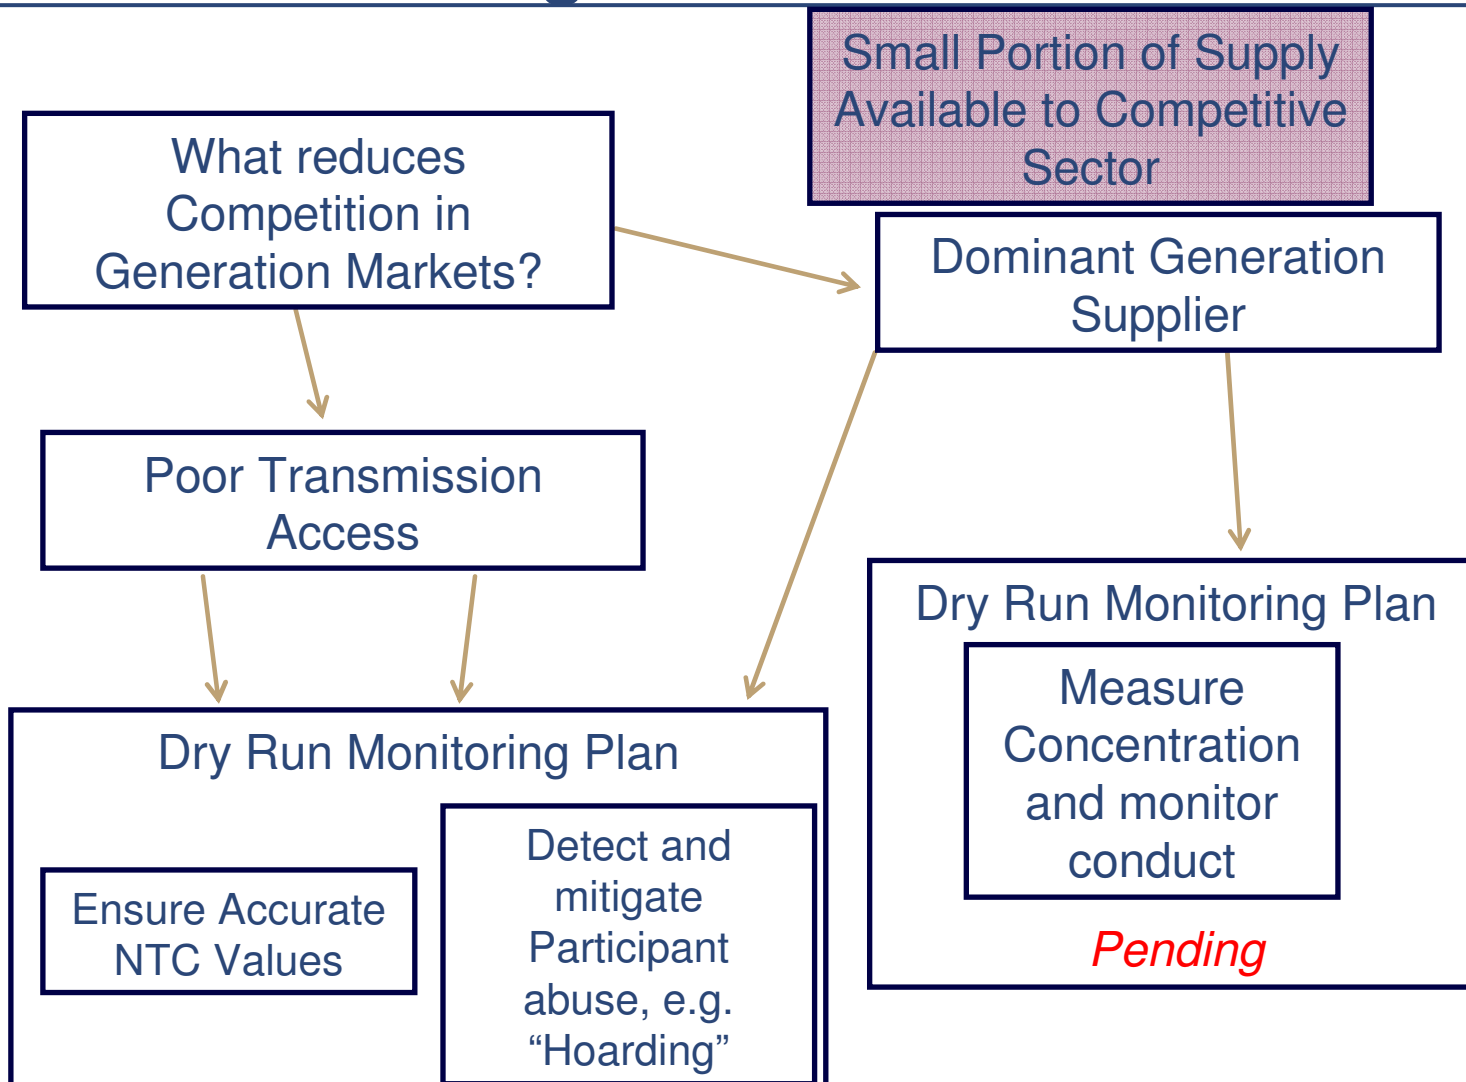 Small Portion of Supply
Available to Competitive
Sector
What reduces
Competition in
Generation Markets?
Dominant Generation
Supplier
Poor Transmission
Access
Dry Run Monitoring Plan
Measure
Concentration
and monitor
conduct
Pending
Dry Run Monitoring Plan
Ensure Accurate
NTC Values
Detect and
mitigate
Participant
abuse, e.g.
“Hoarding”